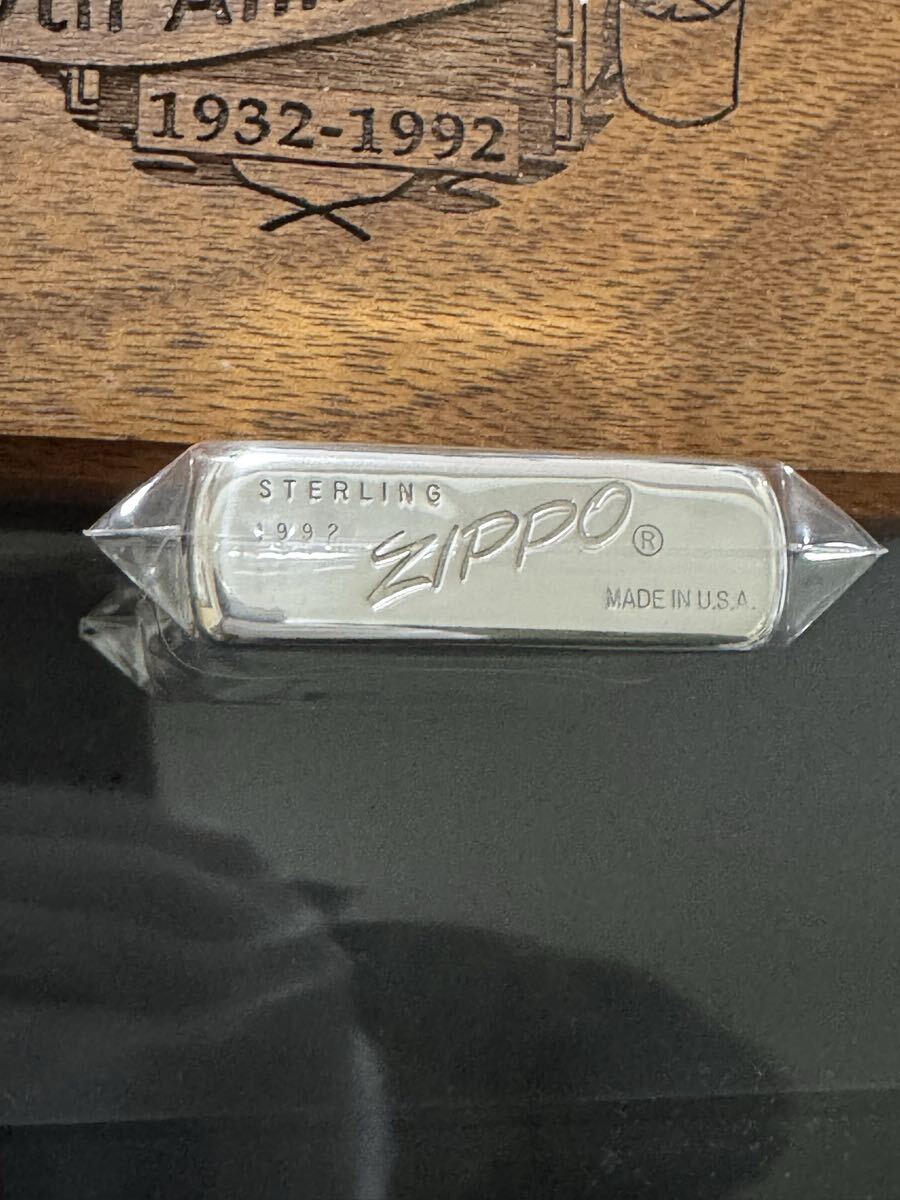 1932-1992
STERLING
1992
ZIPPO ®
MADE IN U.S.A.